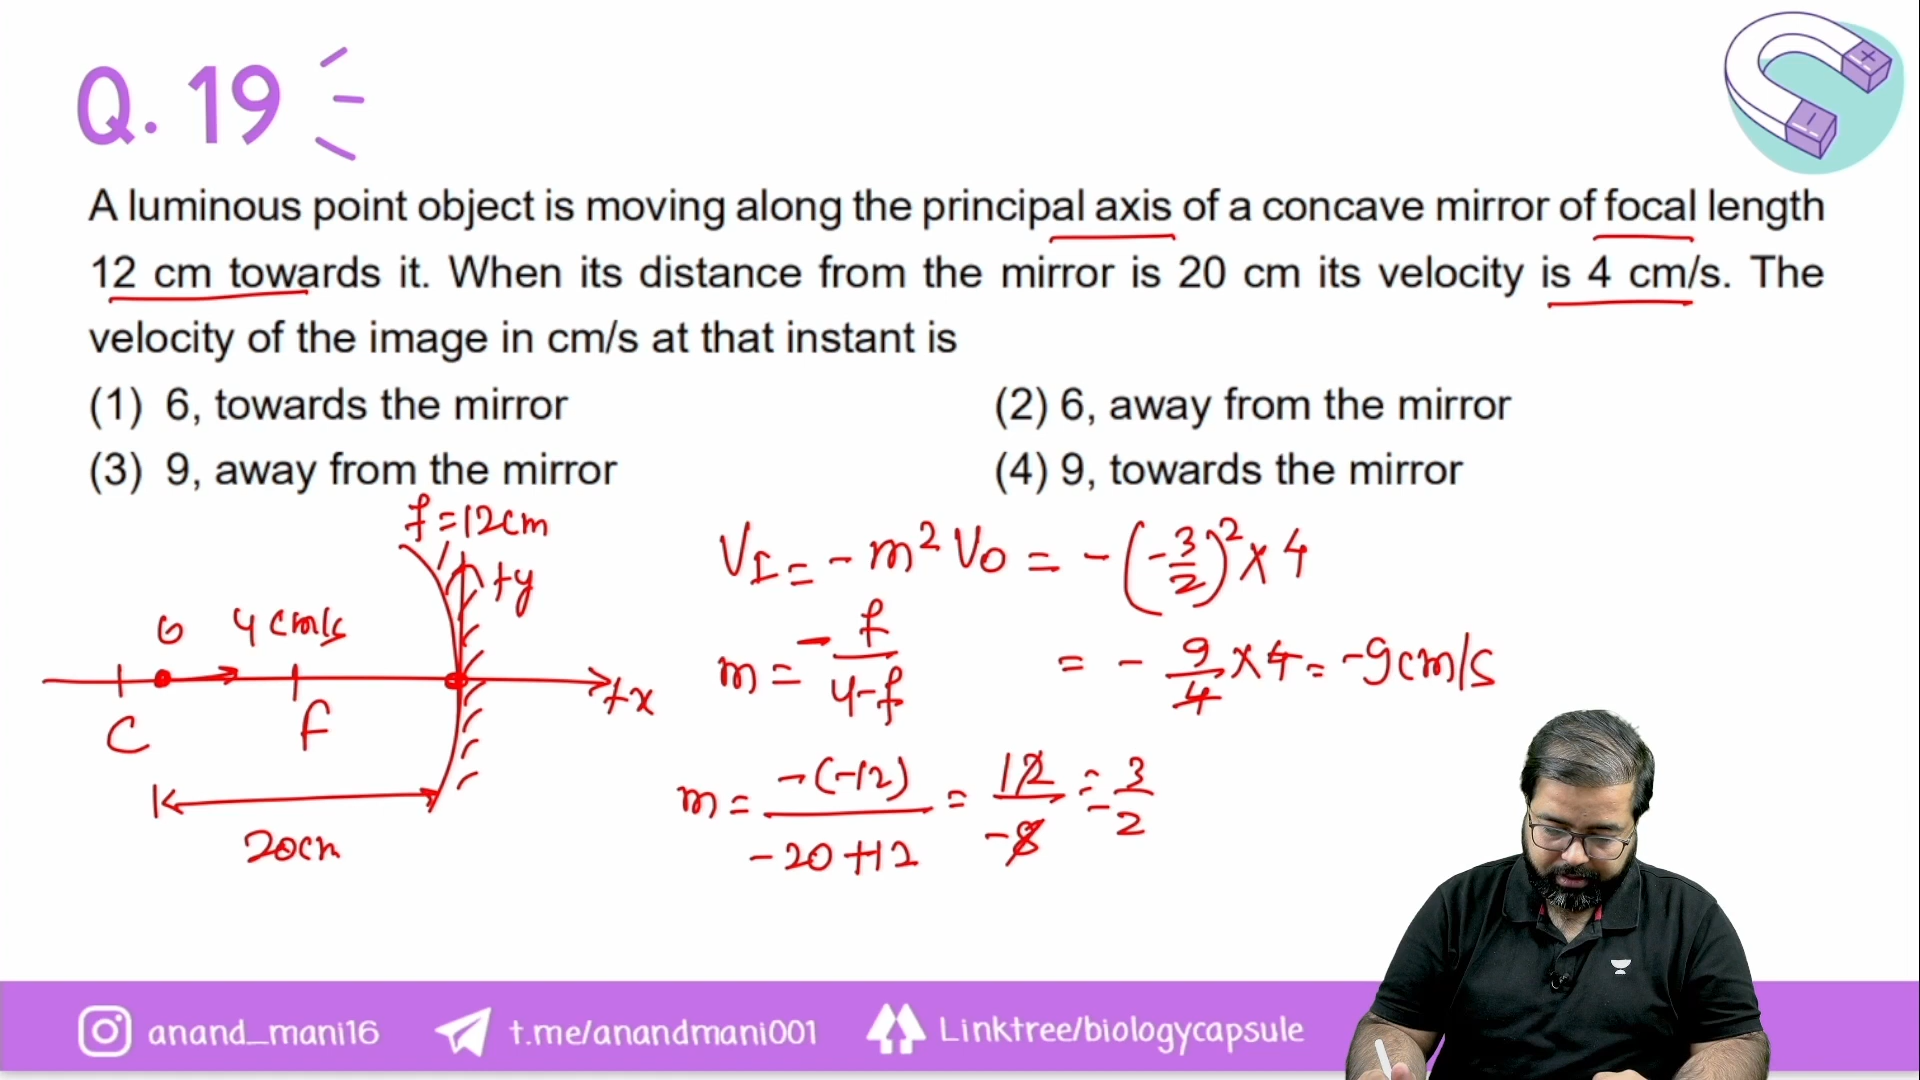 Q. 19
A luminous point object is moving along the principal axis of a concave mirror of focal length
12 cm towards it. When its distance from the mirror is 20 cm its velocity is 4 cm/s. The
velocity of the image in cm/s at that instant is
(1) 6, towards the mirror
(2) 6, away from the mirror
(3) 9, away from the mirror
(4) 9, towards the mirror
f = 12cm
+y
O 4 cm/s
+x
C
F
20cm
V_I = - m² V_O = - (-3/2)² × 4
m = - f / u-f
= - 9/4 × 4 = -9cm/s
m = -(-12) / -20+12 = 12 / -8 = - 3/2
anand_mani16
t.me/anandmani001
Linktree/biologycapsule